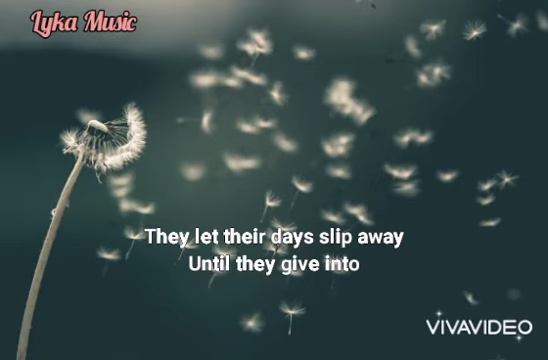 Lyka Music
They let their days slip away
Until they give into
VIVAVIDEO